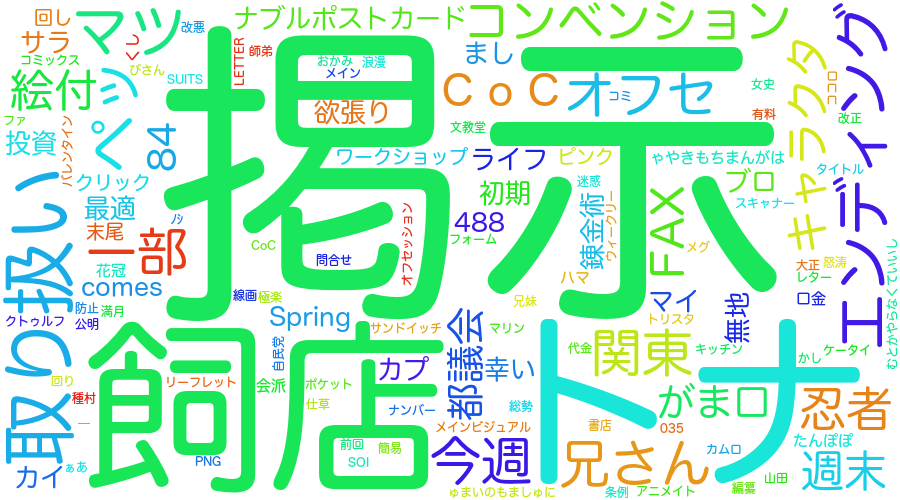 回し
マツ
改悪
ナブルポストカード
コンベンション
エンディング
サラ
くし
LETTER
師弟
コミックス
びさん
SUITS
おかみ
浪漫
メイン
まし
キャラクタ
絵付
ペッ
掲示
欲張り
CoC
オフセ
コミ
女史
ココロ
ファ
バレンタイン
84
文教堂
有料
改正
投資
ワークショップ
ライフ
ピンク
ゃやきもちまんがは
タイトル
クリック
迷惑
ブロ
初期
スキャナー
取り扱い
最適
ノシ
末尾
一部
オフセッション
488
フォーム
錬金術
ウィークリー
FAX
メグ
CoC
花冠
問合せ
ハマ
大正
怒涛
レター
むとかやらなくていいし
comes
線画
極楽
兄妹
マイ
無地
口金
防止
満月
クトゥルフ
公明
Spring
サンドイッチ
マリン
トリスタ
都議会
飼店
自民党
カプ
代金
関東
キッチン
ケータイ
かし
幸い
トナ
回り
リーフレット
会派
ポケット
種村
仕草
ナンバー
総勢
がま口
忍者
一
メインビジュアル
書店
035
たんぽぽ
前回
簡易
今週
兄さん
カムロ
週末
カイ
ぁあ
PNG
SOI
山田
ゅまいのもましゅに
条例
アニメイト
編纂